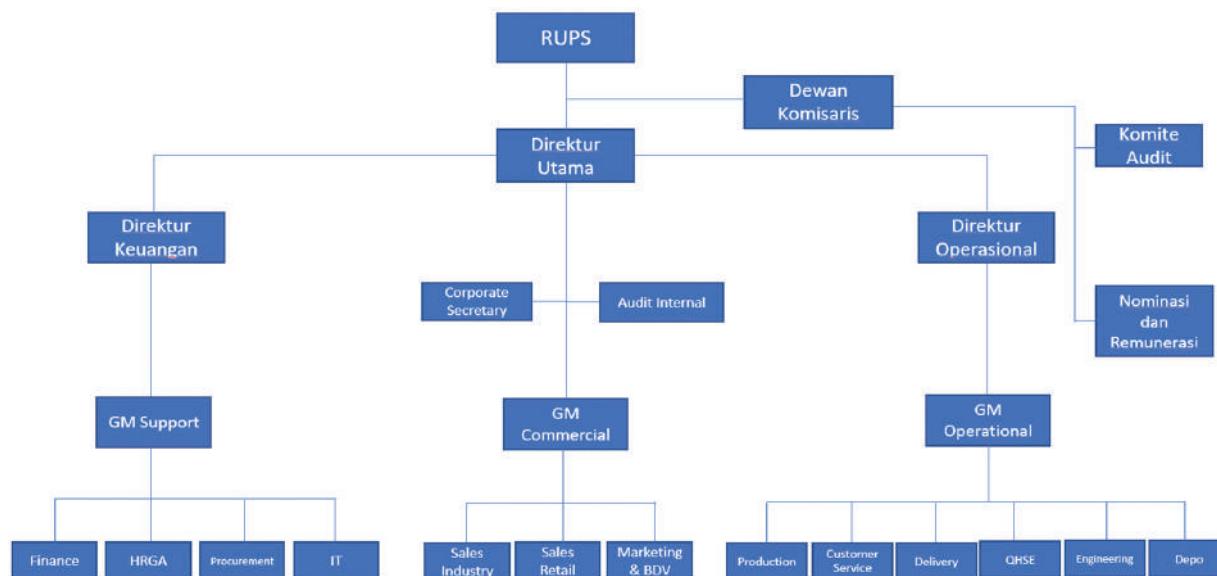 RUPS
Dewan
Komisaris
Direktur
Utama
Komite
Audit
Direktur
Keuangan
Direktur
Operasional
Corporate
Secretary
Audit Internal
Nominasi
dan
Remunerasi
GM Support
GM
Commercial
GM
Operational
Finance
HRGA
Procurement
IT
Sales
Industry
Sales
Retail
Marketing
& BDV
Production
Customer
Service
Delivery
QHSE
Engineering
Depo